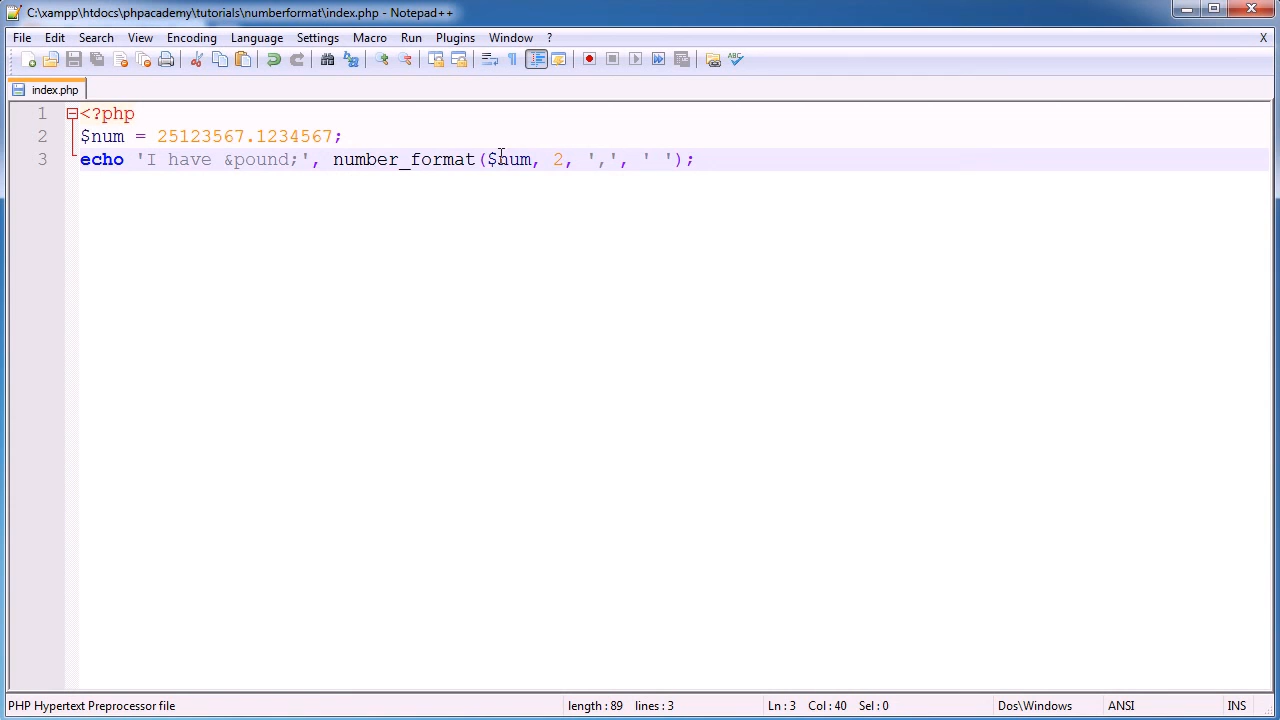 C:\xampp\htdocs\phpacademy\tutorials\numberformat\index.php - Notepad++
File Edit Search View Encoding Language Settings Macro Run Plugins Window ? X
index.php
1 <?php
2 $num = 25123567.1234567;
3 echo 'I have &pound;', number_format($num, 2, ',', ' ');
PHP Hypertext Preprocessor file length : 89 lines : 3 Ln : 3 Col : 40 Sel : 0 Dos\Windows ANSI INS